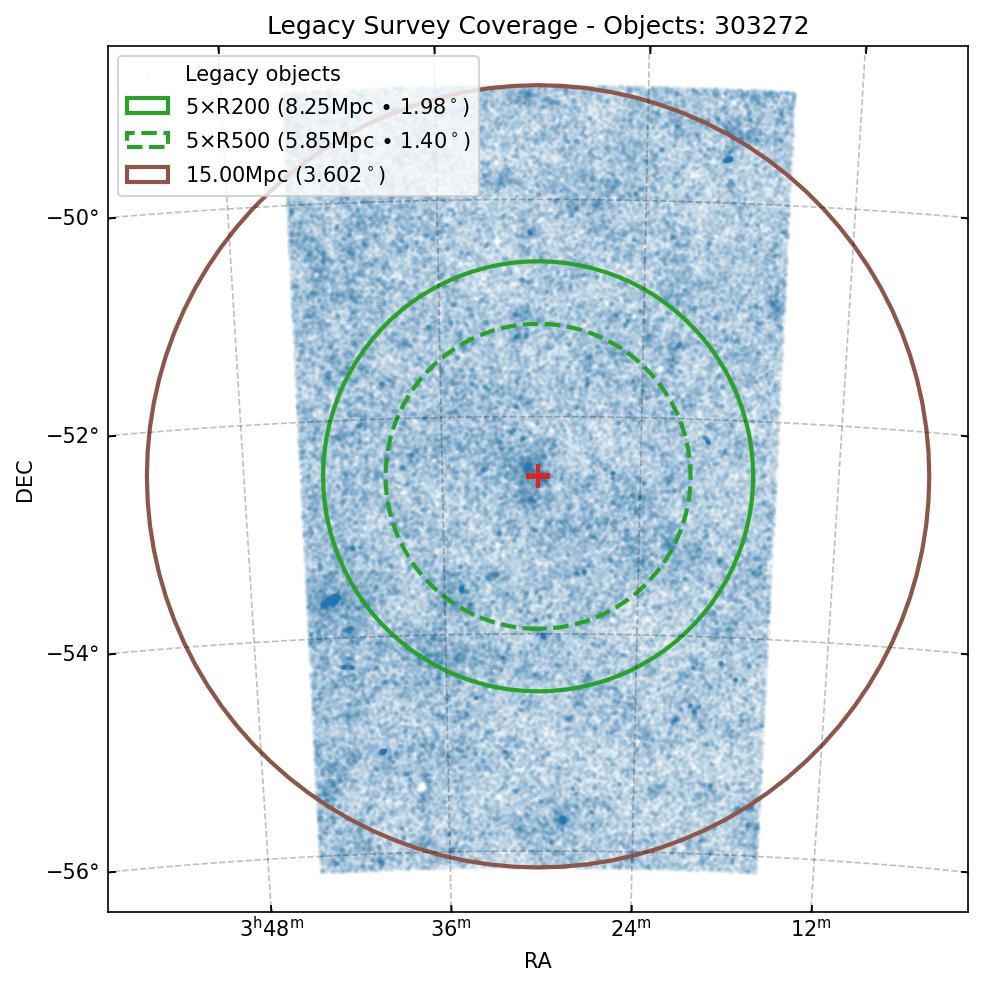 Legacy Survey Coverage - Objects: 303272
Legacy objects
5×R200 (8.25Mpc • 1.98°)
5×R500 (5.85Mpc • 1.40°)
15.00Mpc (3.602°)
−50°
−52°
−54°
−56°
DEC
3ʰ48ᵐ 36ᵐ 24ᵐ 12ᵐ
RA